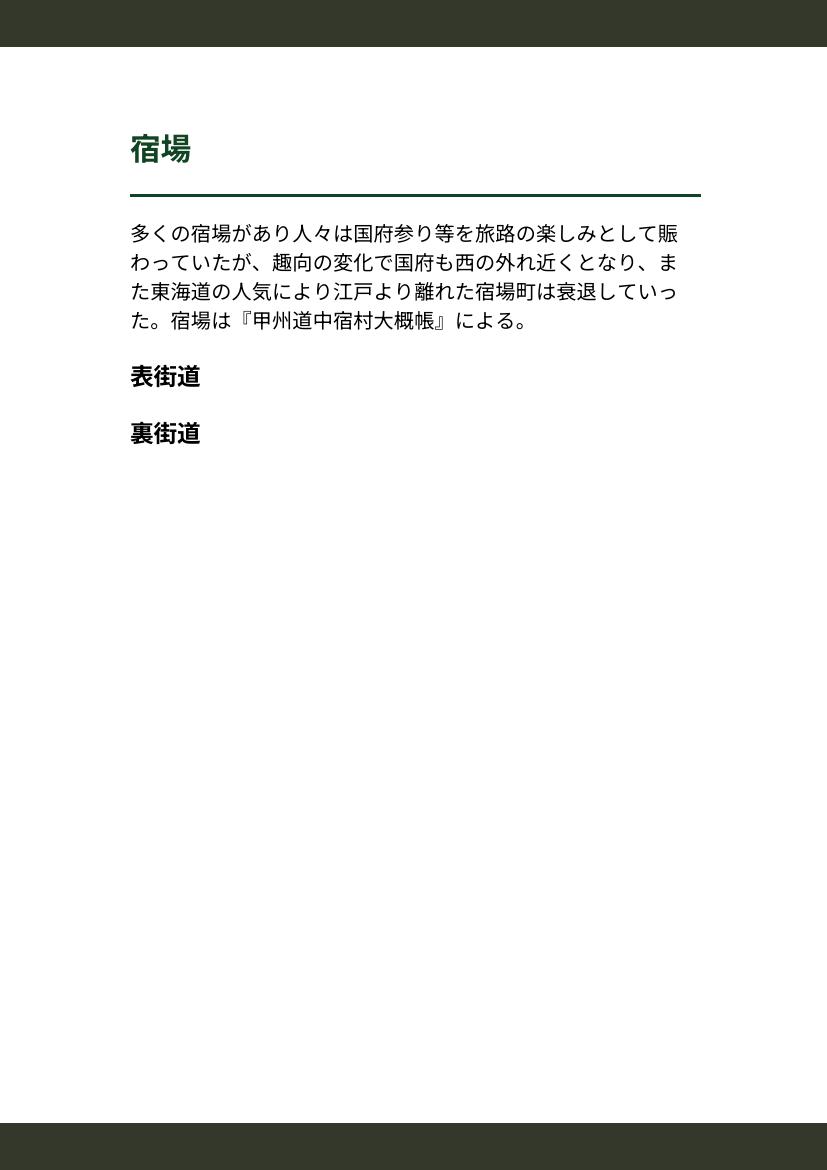 宿場
多くの宿場があり人々は国府参り等を旅路の楽しみとして賑
わっていたが、趣向の変化で国府も西の外れ近くとなり、ま
た東海道の人気により江戸より離れた宿場町は衰退していっ
た。宿場は『甲州道中宿村大概帳』による。
表街道
裏街道